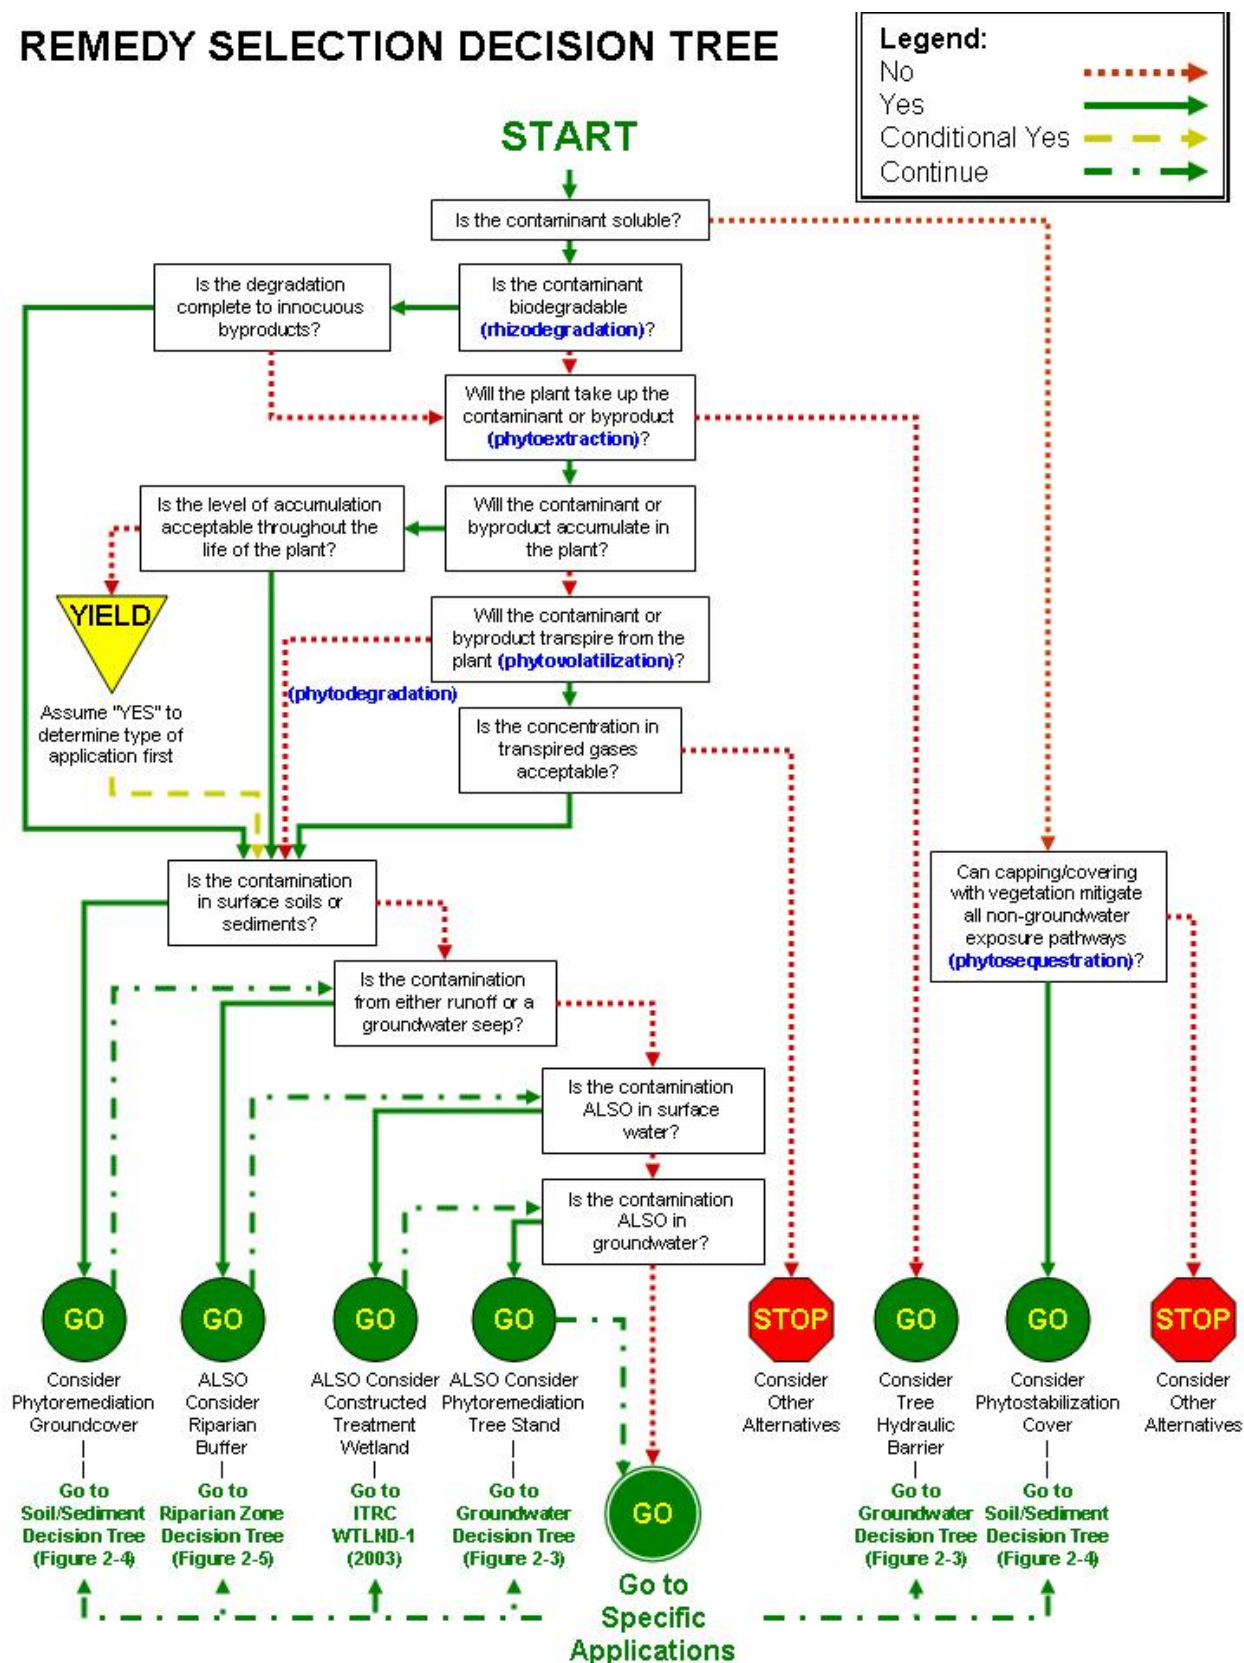 REMEDY SELECTION DECISION TREE
Legend:
No
Yes
Conditional Yes
Continue
START
Is the contaminant soluble?
Is the degradation
complete to innocuous
byproducts?
Is the contaminant
biodegradable
(rhizodegradation)?
Will the plant take up the
contaminant or byproduct
(phytoextraction)?
Is the level of accumulation
acceptable throughout the
life of the plant?
Will the contaminant or
byproduct accumulate in
the plant?
YIELD
Assume "YES" to
determine type of
application first
Will the contaminant or
byproduct transpire from the
plant (phytovolatilization)?
(phytodegradation)
Is the concentration in
transpired gases
acceptable?
Is the contamination
in surface soils or
sediments?
Can capping/covering
with vegetation mitigate
all non-groundwater
exposure pathways
(phytosequestration)?
Is the contamination
from either runoff or a
groundwater seep?
Is the contamination
ALSO in surface
water?
Is the contamination
ALSO in
groundwater?
GO
Consider
Phytoremediation
Groundcover
Go to
Soil/Sediment
Decision Tree
(Figure 2-4)
GO
ALSO
Consider
Riparian
Buffer
Go to
Riparian Zone
Decision Tree
(Figure 2-5)
GO
ALSO Consider
Constructed
Treatment
Wetland
Go to
ITRC
WTLND-1
(2003)
GO
ALSO Consider
Phytoremediation
Tree Stand
Go to
Groundwater
Decision Tree
(Figure 2-3)
GO
Go to
Specific
Applications
STOP
Consider
Other
Alternatives
GO
Consider
Tree
Hydraulic
Barrier
Go to
Groundwater
Decision Tree
(Figure 2-3)
GO
Consider
Phytostabilization
Cover
Go to
Soil/Sediment
Decision Tree
(Figure 2-4)
STOP
Consider
Other
Alternatives